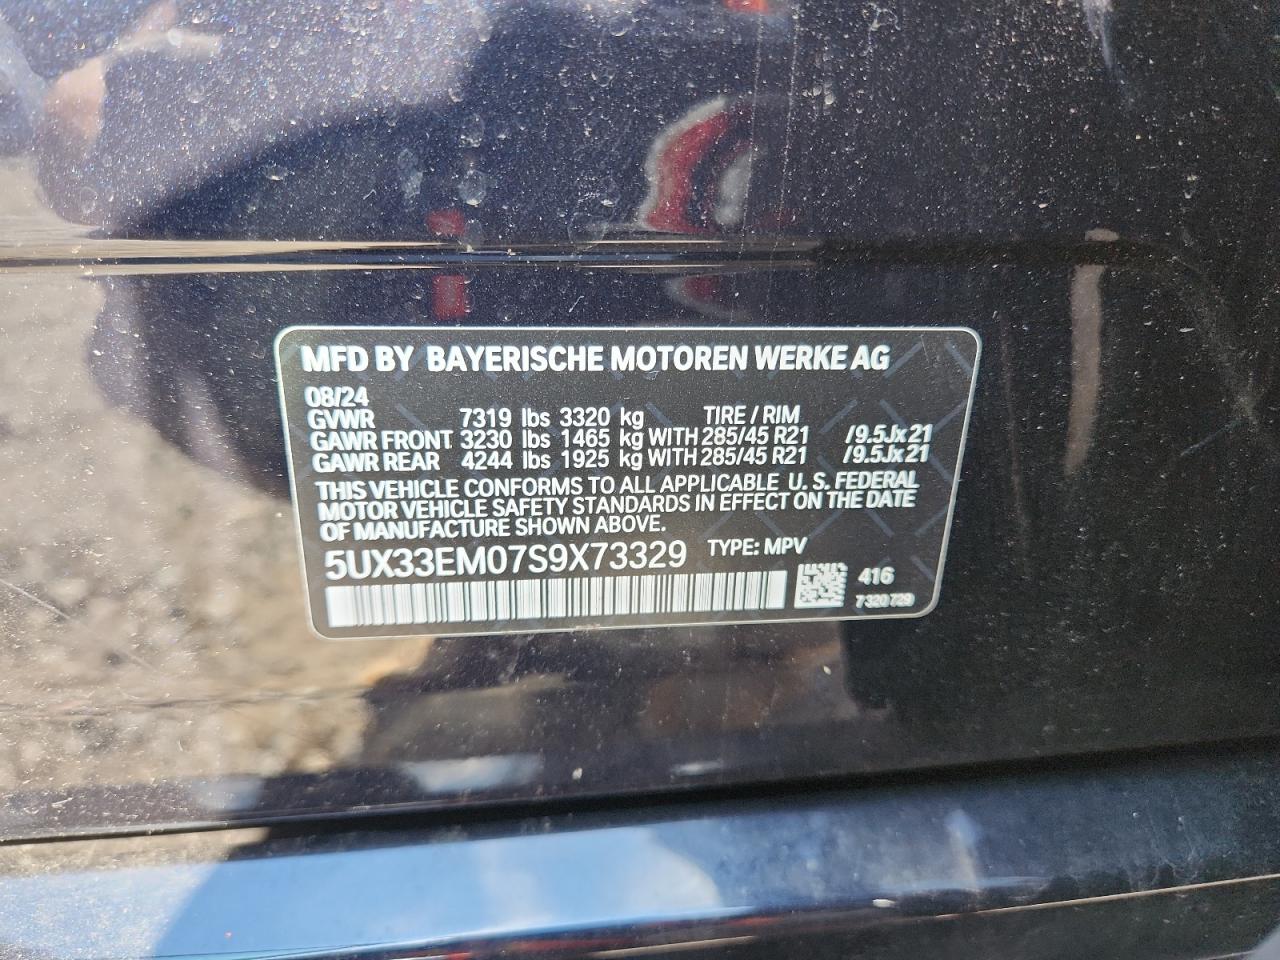 MFD BY BAYERISCHE MOTOREN WERKE AG
08/24
GVWR 7319 lbs 3320 kg TIRE / RIM
GAWR FRONT 3230 lbs 1465 kg WITH 285/45 R21 /9.5Jx21
GAWR REAR 4244 lbs 1925 kg WITH 285/45 R21 /9.5Jx21
THIS VEHICLE CONFORMS TO ALL APPLICABLE U. S. FEDERAL
MOTOR VEHICLE SAFETY STANDARDS IN EFFECT ON THE DATE
OF MANUFACTURE SHOWN ABOVE.
5UX33EM07S9X73329 TYPE: MPV
416
7 320 729